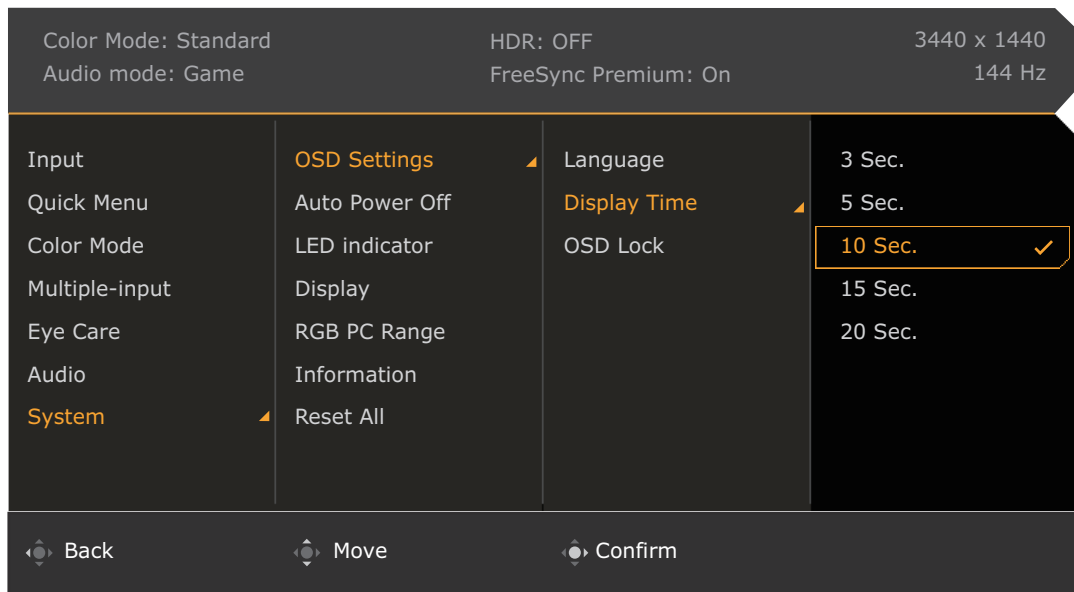 Color Mode: Standard
HDR: OFF
3440 x 1440
Audio mode: Game
FreeSync Premium: On
144 Hz
Input
Quick Menu
Color Mode
Multiple-input
Eye Care
Audio
System
OSD Settings
Auto Power Off
LED indicator
Display
RGB PC Range
Information
Reset All
Language
Display Time
OSD Lock
3 Sec.
5 Sec.
10 Sec.
15 Sec.
20 Sec.
Back
Move
Confirm